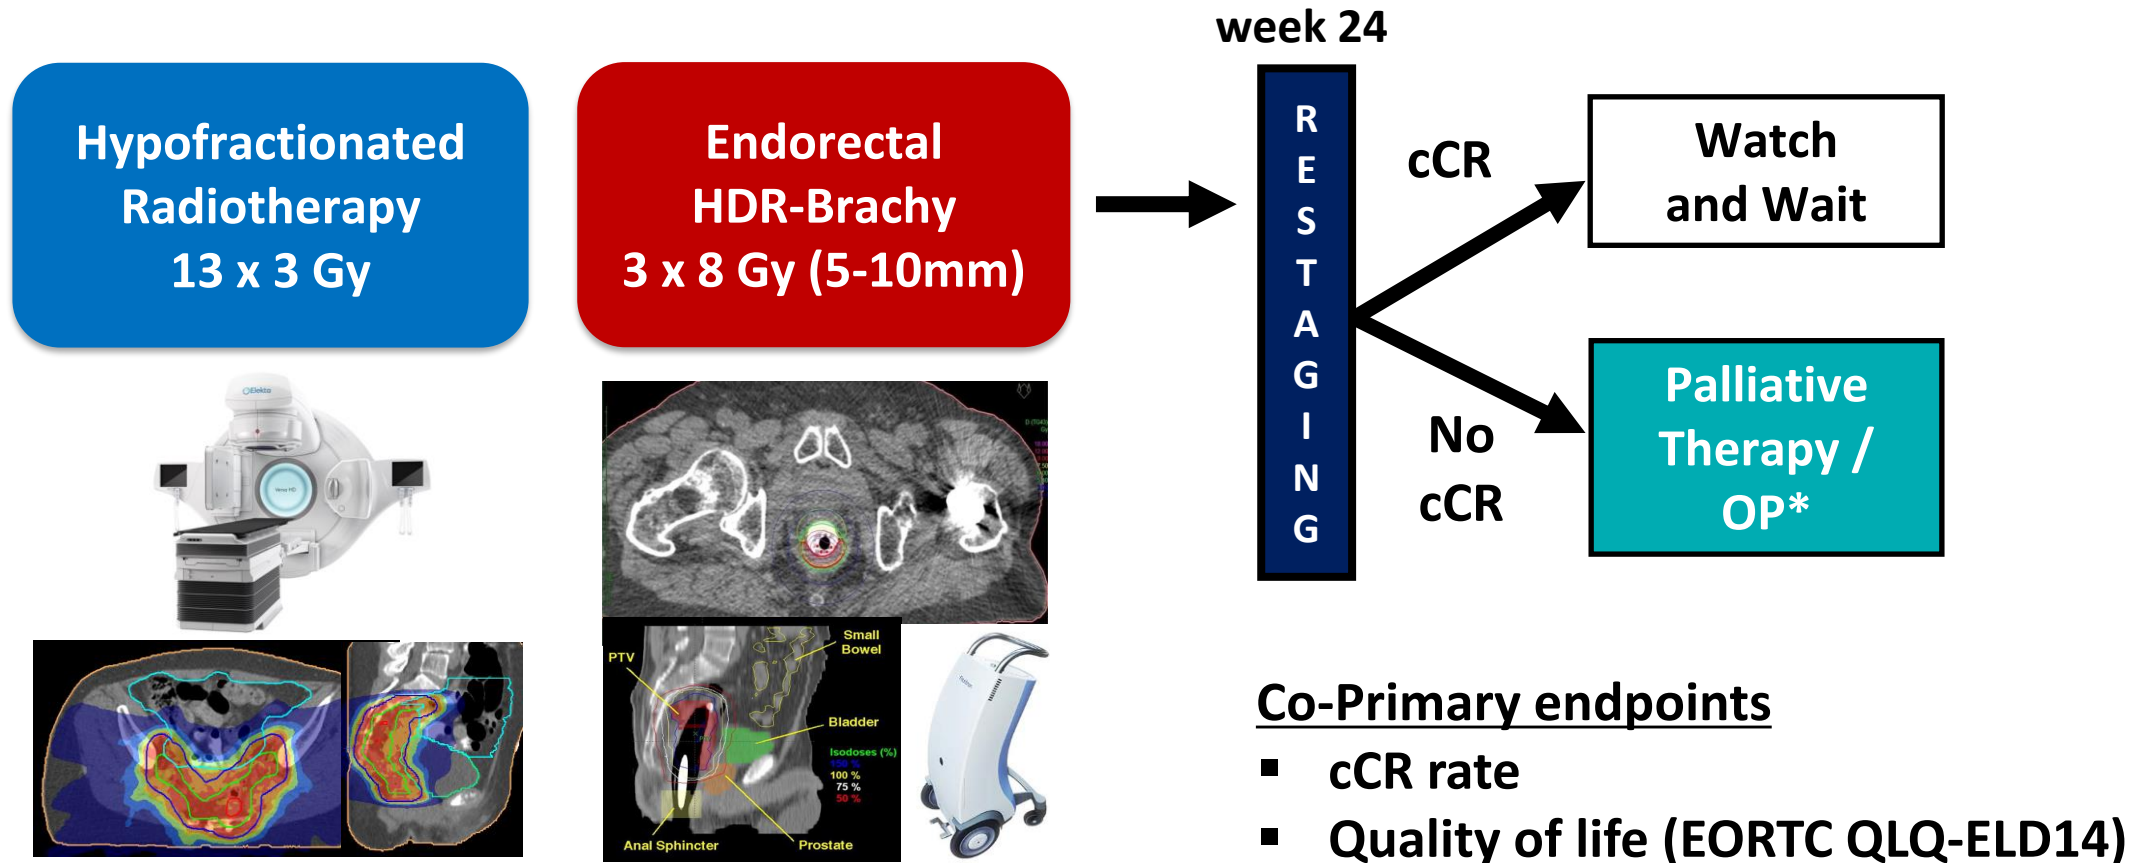 week 24
Hypofractionated
Radiotherapy
13 x 3 Gy
Endorectal
HDR-Brachy
3 x 8 Gy (5-10mm)
R
E
S
T
A
G
I
N
G
cCR
Watch
and Wait
No
cCR
Palliative
Therapy /
OP*
Elekta
PTV
Small
Bowel
Bladder
Isodoses (%)
150 %
100 %
75 %
50 %
Anal Sphincter
Prostate
Co-Primary endpoints
▪ cCR rate
▪ Quality of life (EORTC QLQ-ELD14)